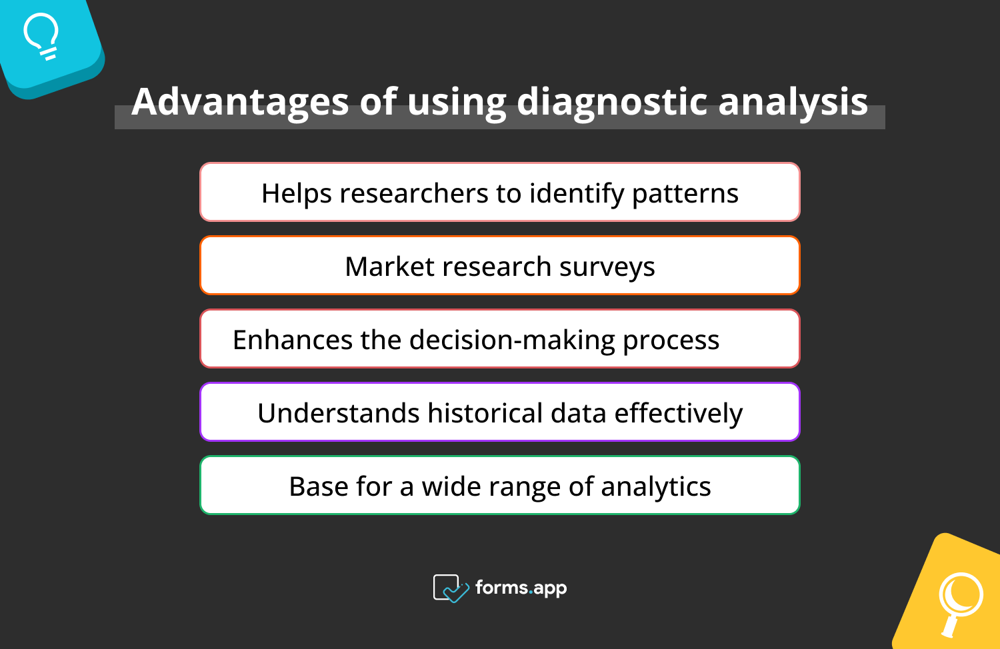 Advantages of using diagnostic analysis
Helps researchers to identify patterns
Market research surveys
Enhances the decision-making process
Understands historical data effectively
Base for a wide range of analytics
forms.app